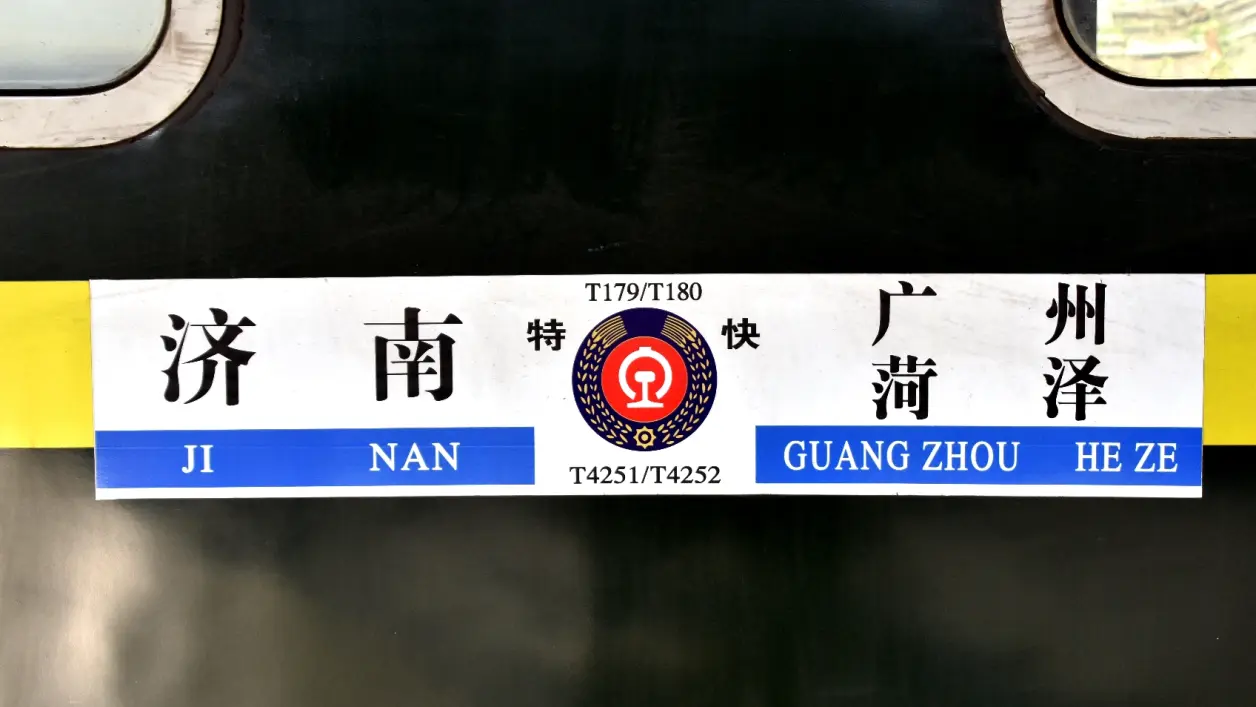 济南
JI NAN
T179/T180
特快
T4251/T4252
广州
菏泽
GUANG ZHOU HE ZE